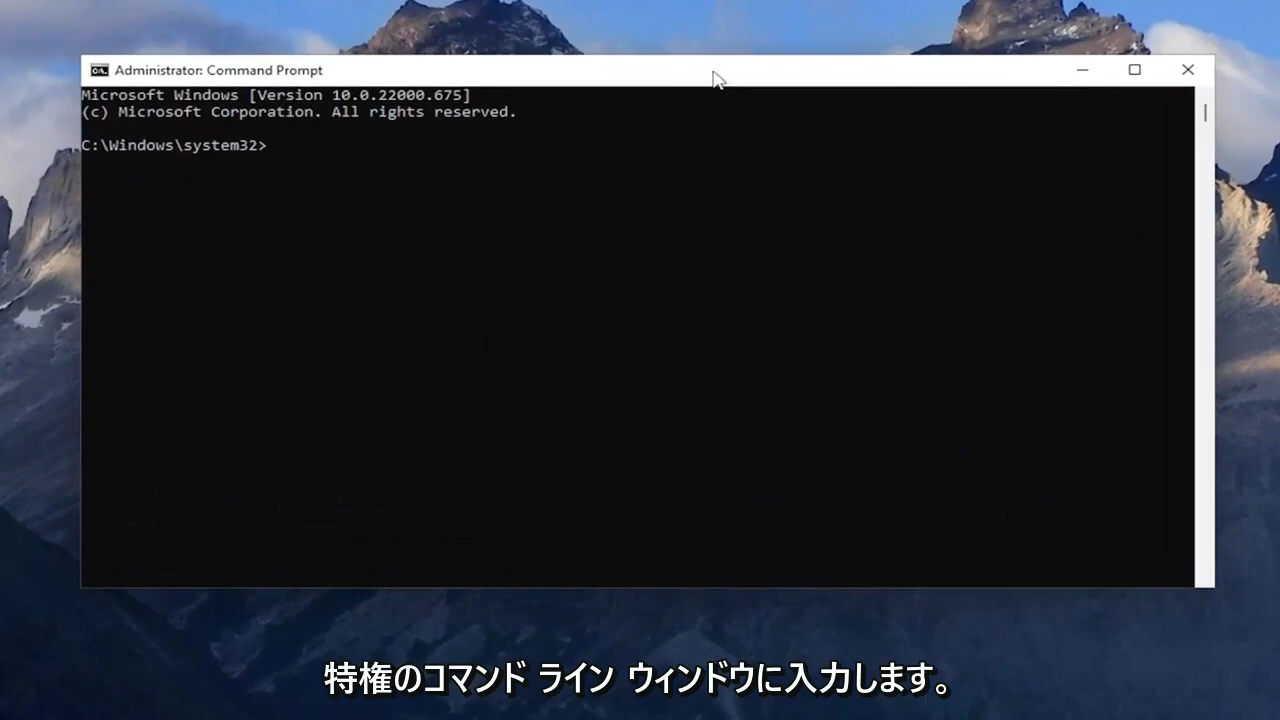 Administrator: Command Prompt
Microsoft Windows [Version 10.0.22000.675]
(c) Microsoft Corporation. All rights reserved.
C:\Windows\system32>
特権のコマンド ライン ウィンドウに入力します。